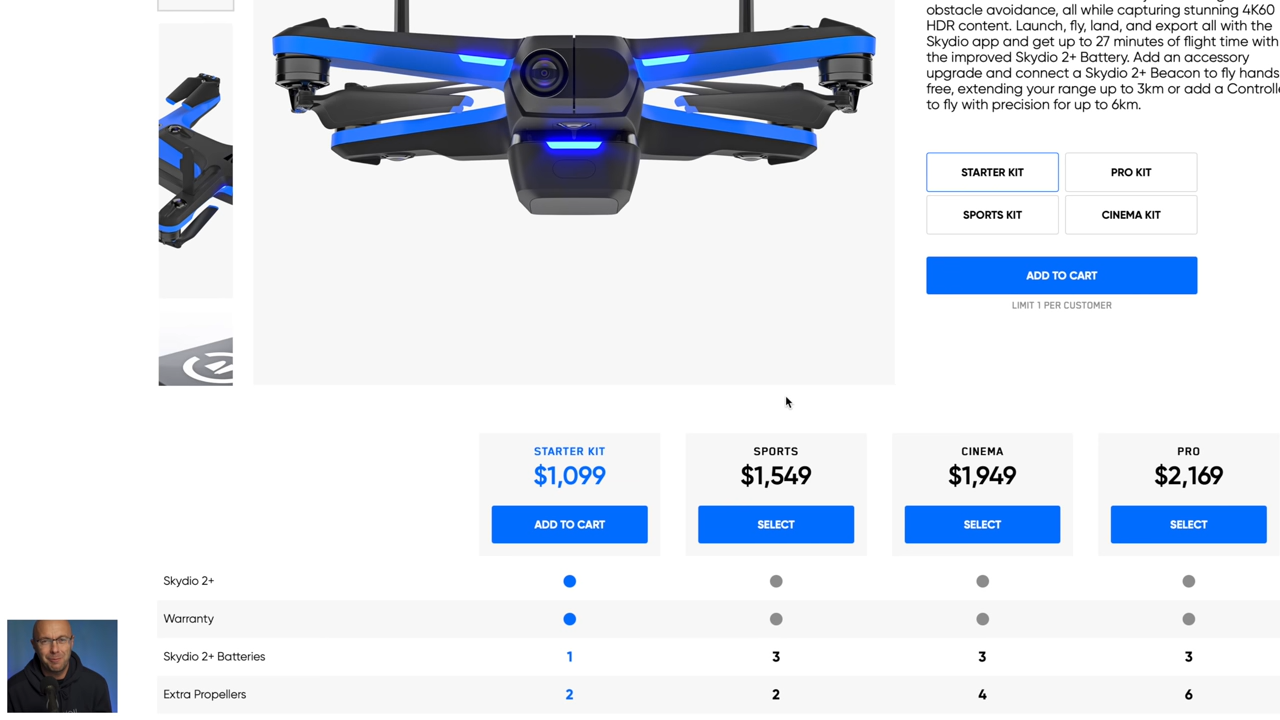 obstacle avoidance, all while capturing stunning 4K60
HDR content. Launch, fly, land, and export all with the
Skydio app and get up to 27 minutes of flight time with
the improved Skydio 2+ Battery. Add an accessory
upgrade and connect a Skydio 2+ Beacon to fly hands
free, extending your range up to 3km or add a
to fly with precision for up to 6km.
STARTER KIT PRO KIT
SPORTS KIT CINEMA KIT
ADD TO CART
LIMIT 1 PER CUSTOMER
STARTER KIT SPORTS CINEMA PRO
$1,099 $1,549 $1,949 $2,169
ADD TO CART SELECT SELECT SELECT
Skydio 2+
Warranty
Skydio 2+ Batteries 1 3 3 3
Extra Propellers 2 2 4 6